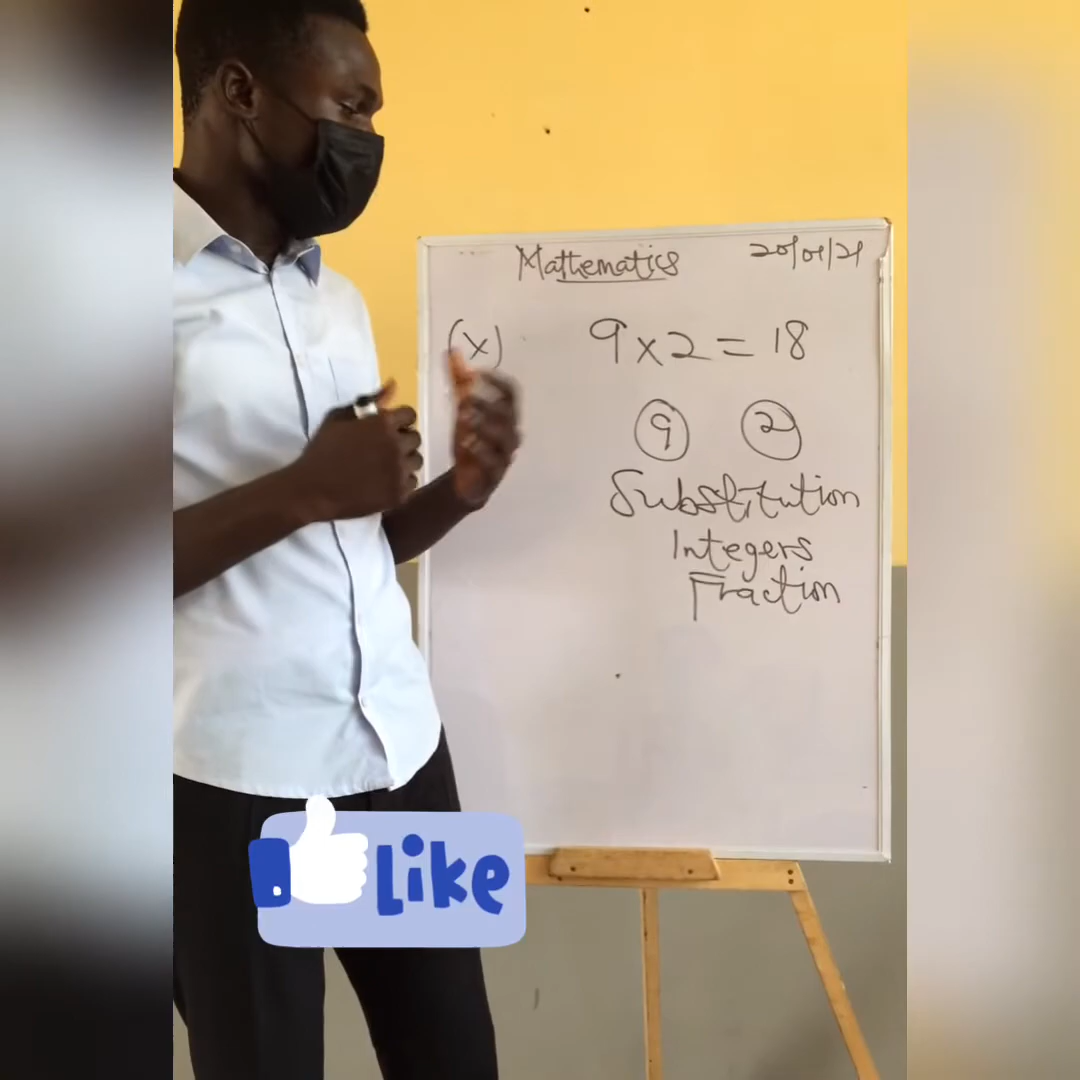 Mathematics 20/01/21
(x) 9 x 2 = 18
9 2
Substitution
Integers
Fraction
Like